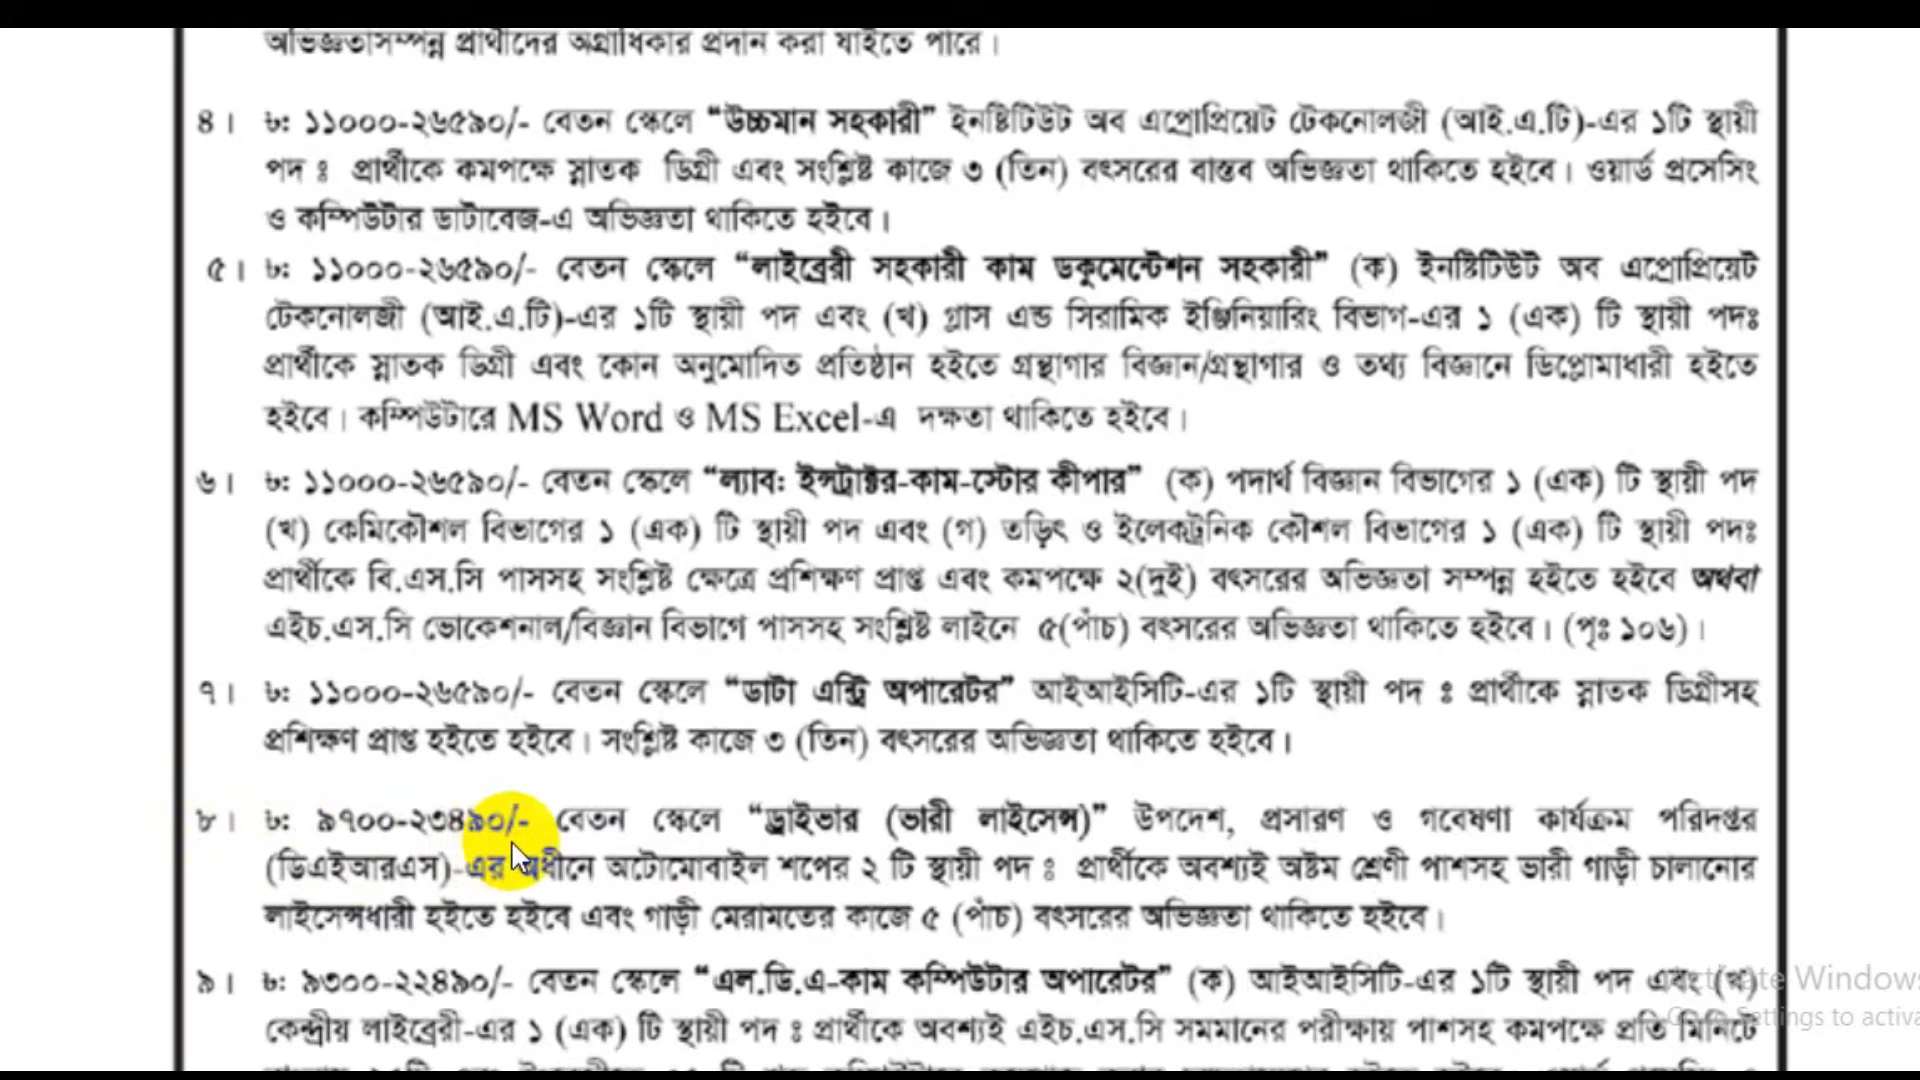 অভিজ্ঞতাসম্পন্ন প্রার্থীদের অগ্রাধিকার প্রদান করা যাইতে পারে।
৪। ৳: ১১০০০-২৬৫৯০/- বেতন স্কেলে “উচ্চমান সহকারী” ইনষ্টিটিউট অব এপ্রোপ্রিয়েট টেকনোলজী (আই.এ.টি)-এর ১টি স্থায়ী
পদ ঃ প্রার্থীকে কমপক্ষে স্নাতক ডিগ্রী এবং সংশ্লিষ্ট কাজে ৩ (তিন) বৎসরের বাস্তব অভিজ্ঞতা থাকিতে হইবে। ওয়ার্ড প্রসেসিং
ও কম্পিউটার ডাটাবেজ-এ অভিজ্ঞতা থাকিতে হইবে।
৫। ৳: ১১০০০-২৬৫৯০/- বেতন স্কেলে “লাইব্রেরী সহকারী কাম ডকুমেন্টেশন সহকারী” (ক) ইনষ্টিটিউট অব এপ্রোপ্রিয়েট
টেকনোলজী (আই.এ.টি)-এর ১টি স্থায়ী পদ এবং (খ) গ্লাস এন্ড সিরামিক ইঞ্জিনিয়ারিং বিভাগ-এর ১ (এক) টি স্থায়ী পদঃ
প্রার্থীকে স্নাতক ডিগ্রী এবং কোন অনুমোদিত প্রতিষ্ঠান হইতে গ্রন্থাগার বিজ্ঞান/গ্রন্থাগার ও তথ্য বিজ্ঞানে ডিপ্লোমাধারী হইতে
হইবে। কম্পিউটারে MS Word ও MS Excel-এ দক্ষতা থাকিতে হইবে।
৬। ৳: ১১০০০-২৬৫৯০/- বেতন স্কেলে “ল্যাব: ইন্সট্রাক্টর-কাম-স্টোর কীপার” (ক) পদার্থ বিজ্ঞান বিভাগের ১ (এক) টি স্থায়ী পদ
(খ) কেমিকৌশল বিভাগের ১ (এক) টি স্থায়ী পদ এবং (গ) তড়িৎ ও ইলেকট্রনিক কৌশল বিভাগের ১ (এক) টি স্থায়ী পদঃ
প্রার্থীকে বি.এস.সি পাসসহ সংশ্লিষ্ট ক্ষেত্রে প্রশিক্ষণ প্রাপ্ত এবং কমপক্ষে ২(দুই) বৎসরের অভিজ্ঞতা সম্পন্ন হইতে হইবে অথবা
এইচ.এস.সি ভোকেশনাল/বিজ্ঞান বিভাগে পাসসহ সংশ্লিষ্ট লাইনে ৫(পাঁচ) বৎসরের অভিজ্ঞতা থাকিতে হইবে। (পৃঃ ১০৬)।
৭। ৳: ১১০০০-২৬৫৯০/- বেতন স্কেলে “ডাটা এন্ট্রি অপারেটর” আইআইসিটি-এর ১টি স্থায়ী পদ ঃ প্রার্থীকে স্নাতক ডিগ্রীসহ
প্রশিক্ষণ প্রাপ্ত হইতে হইবে। সংশ্লিষ্ট কাজে ৩ (তিন) বৎসরের অভিজ্ঞতা থাকিতে হইবে।
৮। ৳: ৯৭০০-২৩৪৯০/- বেতন স্কেলে “ড্রাইভার (ভারী লাইসেন্স)” উপদেশ, প্রসারণ ও গবেষণা কার্যক্রম পরিদপ্তর
(ডিএইআরএস)-এর অধীনে অটোমোবাইল শপের ২ টি স্থায়ী পদ ঃ প্রার্থীকে অবশ্যই অষ্টম শ্রেণী পাশসহ ভারী গাড়ী চালানোর
লাইসেন্সধারী হইতে হইবে এবং গাড়ী মেরামতের কাজে ৫ (পাঁচ) বৎসরের অভিজ্ঞতা থাকিতে হইবে।
৯। ৳: ৯৩০০-২২৪৯০/- বেতন স্কেলে “এল.ডি.এ-কাম কম্পিউটার অপারেটর” (ক) আইআইসিটি-এর ১টি স্থায়ী পদ এবং (খ)
কেন্দ্রীয় লাইব্রেরী-এর ১ (এক) টি স্থায়ী পদ ঃ প্রার্থীকে অবশ্যই এইচ.এস.সি সমমানের পরীক্ষায় পাশসহ কমপক্ষে প্রতি মিনিটে
Activate Windows
Settings to activa